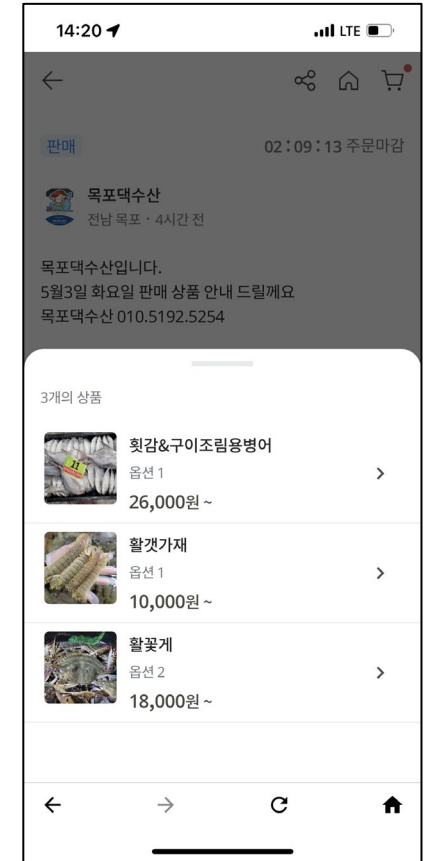 14:20
LTE
판매
02:09:13 주문마감
목포댁수산
전남 목포 · 4시간 전
목포댁수산입니다.
5월3일 화요일 판매 상품 안내 드릴께요
목포댁수산 010.5192.5254
3개의 상품
횟감&구이조림용병어
옵션 1
26,000원 ~
활갯가재
옵션 1
10,000원 ~
활꽃게
옵션 2
18,000원 ~
11